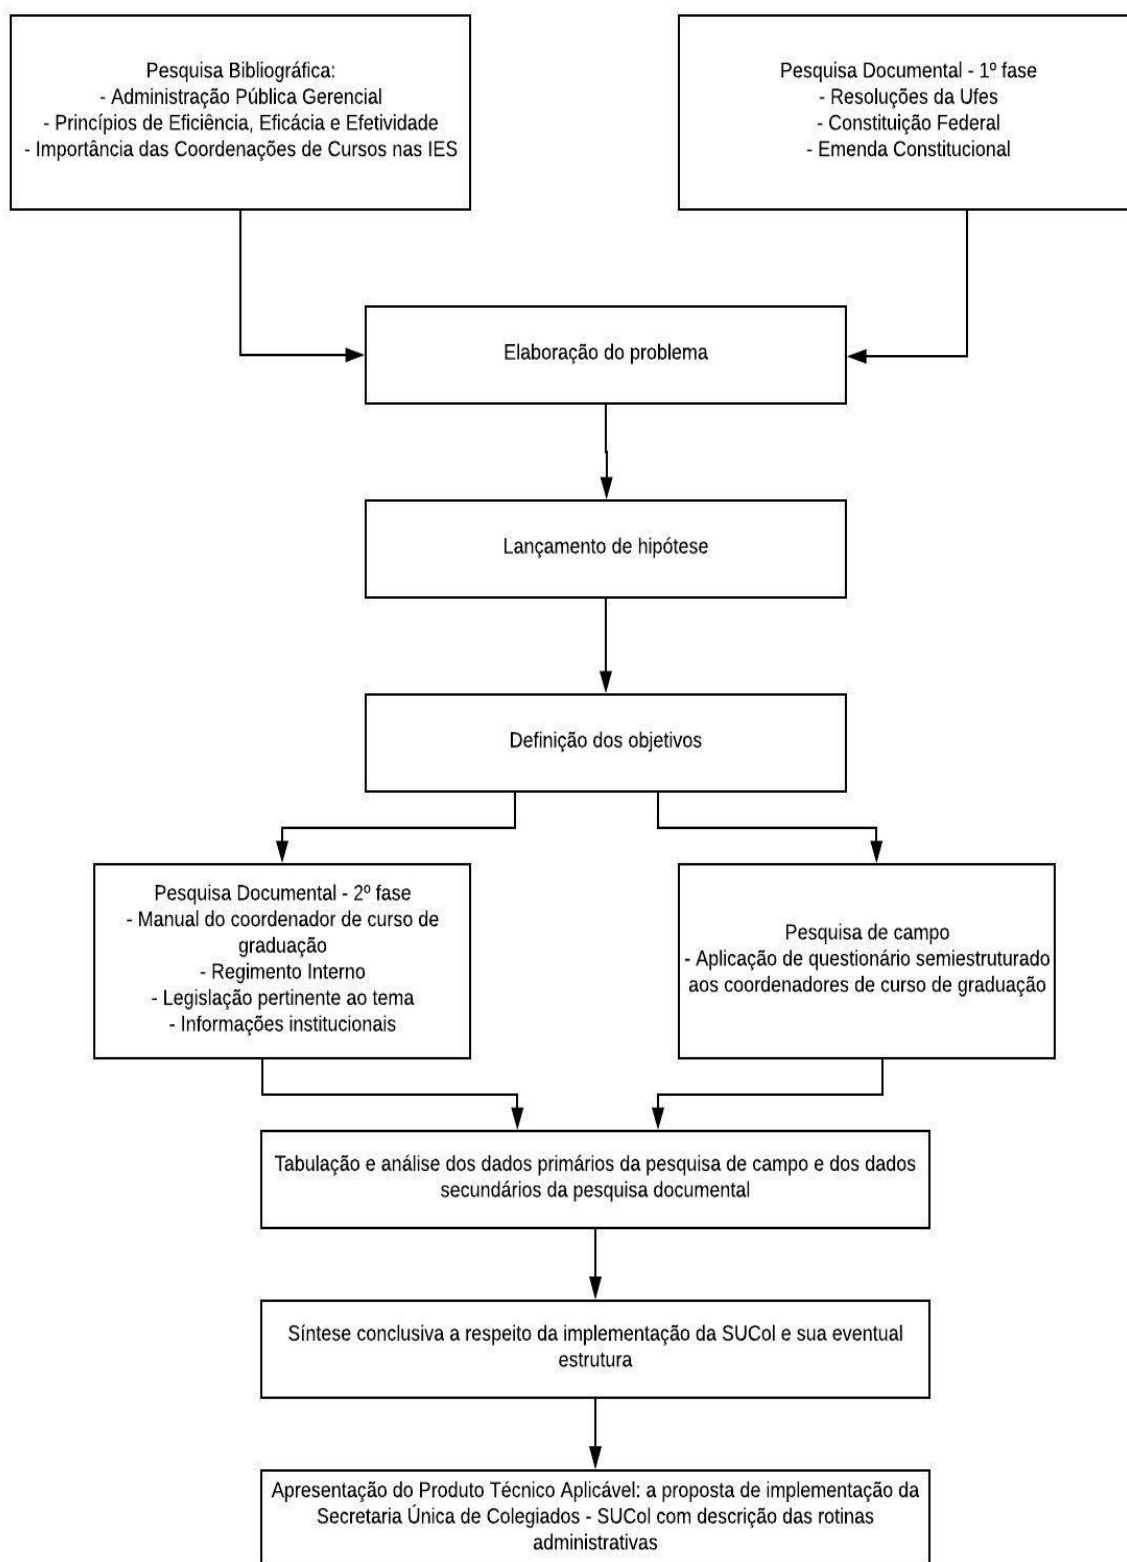 Pesquisa Bibliográfica:
- Administração Pública Gerencial
- Princípios de Eficiência, Eficácia e Efetividade
- Importância das Coordenações de Cursos nas IES
Pesquisa Documental - 1º fase
- Resoluções da Ufes
- Constituição Federal
- Emenda Constitucional
Elaboração do problema
Lançamento de hipótese
Definição dos objetivos
Pesquisa Documental - 2º fase
- Manual do coordenador de curso de
graduação
- Regimento Interno
- Legislação pertinente ao tema
- Informações institucionais
Pesquisa de campo
- Aplicação de questionário semiestruturado
aos coordenadores de curso de graduação
Tabulação e análise dos dados primários da pesquisa de campo e dos dados
secundários da pesquisa documental
Síntese conclusiva a respeito da implementação da SUCol e sua eventual
estrutura
Apresentação do Produto Técnico Aplicável: a proposta de implementação da
Secretaria Única de Colegiados - SUCol com descrição das rotinas
administrativas